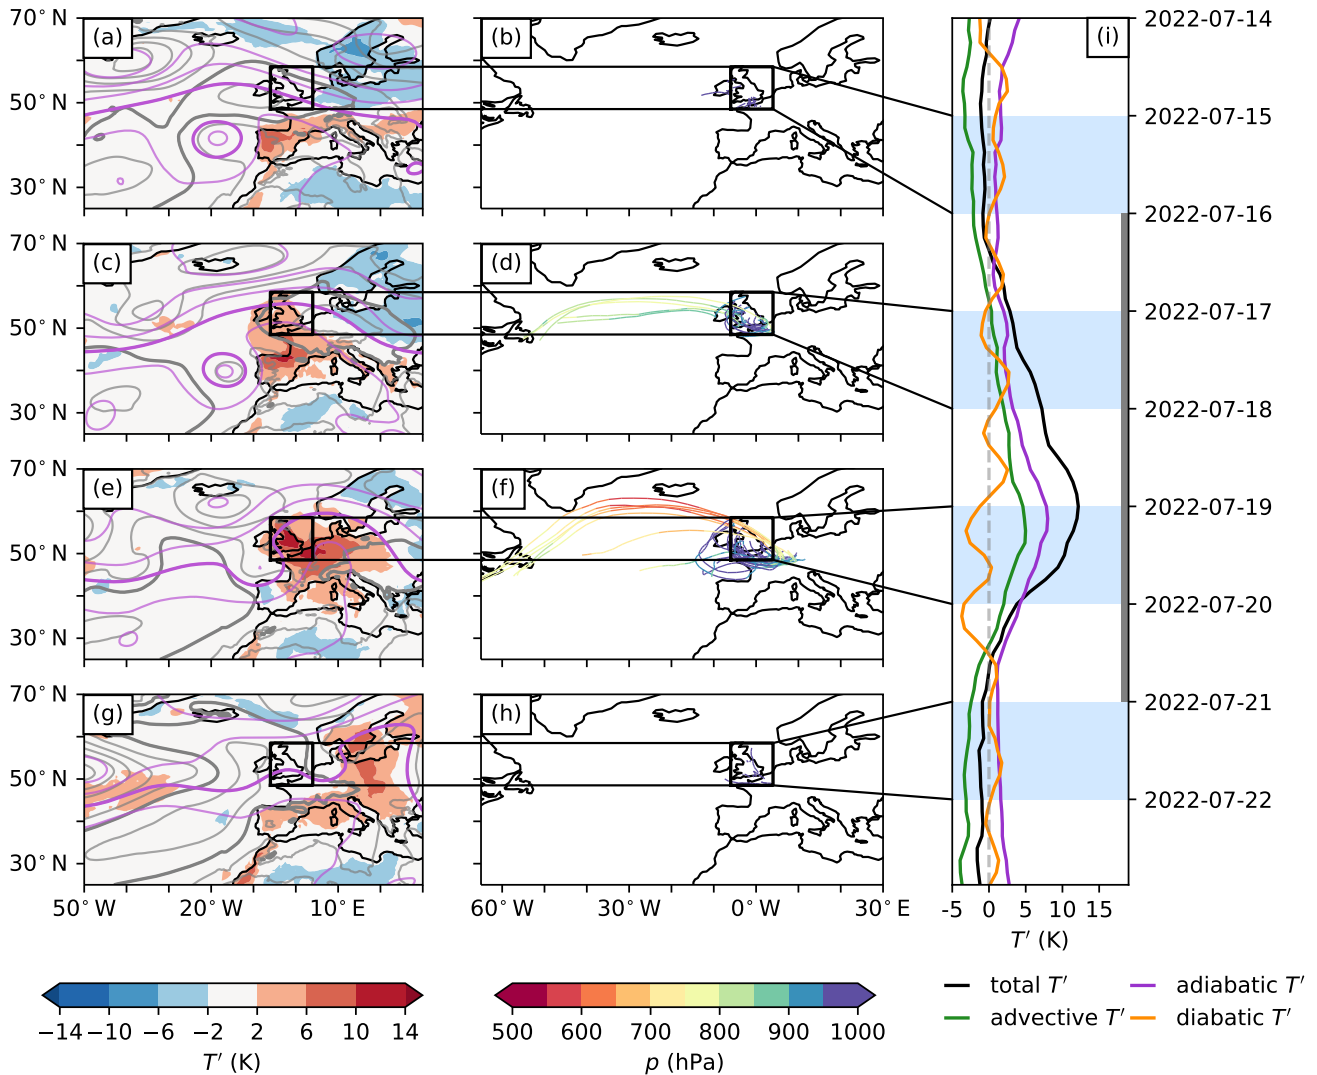 70° N
(a)
(b)
(i)
2022-07-14
50° N
2022-07-15
30° N
2022-07-16
70° N
(c)
(d)
50° N
2022-07-17
30° N
2022-07-18
70° N
(e)
(f)
2022-07-19
50° N
2022-07-20
30° N
70° N
(g)
(h)
2022-07-21
50° N
2022-07-22
30° N
50° W
20° W
10° E
60° W
30° W
0° W
30° E
-5
0
5
10
15
T′ (K)
−14
−10
−6
−2
2
6
10
14
T′ (K)
500
600
700
800
900
1000
p (hPa)
total T′
adiabatic T′
advective T′
diabatic T′